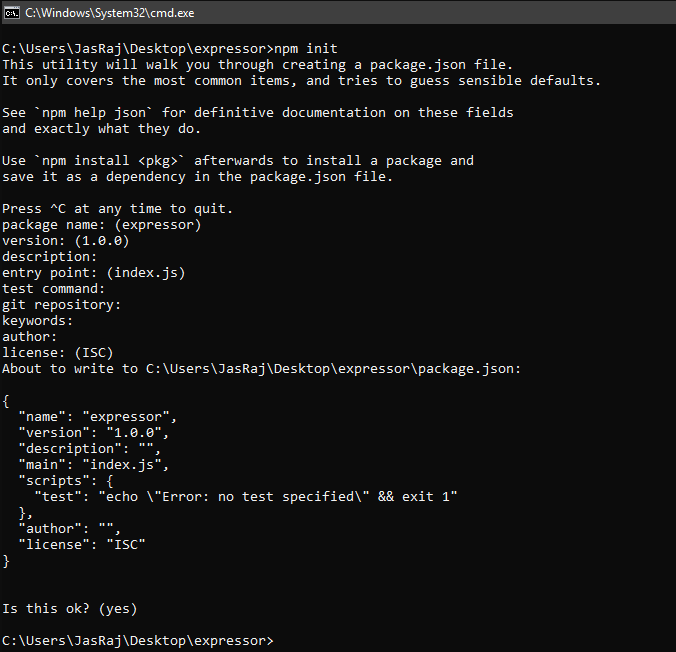 C:\Windows\System32\cmd.exe
C:\Users\JasRaj\Desktop\expressor>npm init
This utility will walk you through creating a package.json file.
It only covers the most common items, and tries to guess sensible defaults.

See `npm help json` for definitive documentation on these fields
and exactly what they do.

Use `npm install <pkg>` afterwards to install a package and
save it as a dependency in the package.json file.

Press ^C at any time to quit.
package name: (expressor)
version: (1.0.0)
description:
entry point: (index.js)
test command:
git repository:
keywords:
author:
license: (ISC)
About to write to C:\Users\JasRaj\Desktop\expressor\package.json:

{
  "name": "expressor",
  "version": "1.0.0",
  "description": "",
  "main": "index.js",
  "scripts": {
    "test": "echo \"Error: no test specified\" && exit 1"
  },
  "author": "",
  "license": "ISC"
}

Is this ok? (yes)

C:\Users\JasRaj\Desktop\expressor>